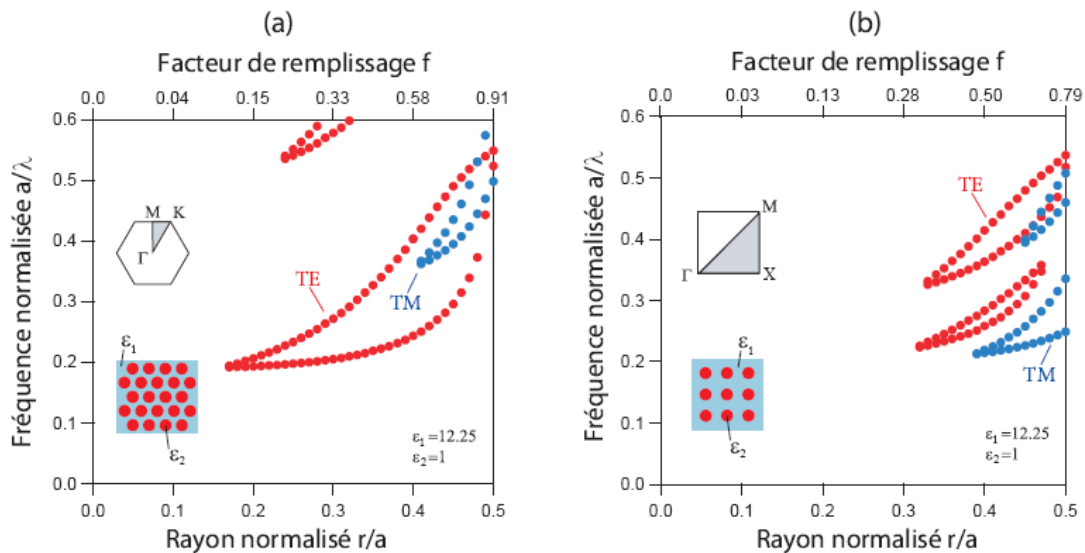 (a)
Facteur de remplissage f
0.0 0.04 0.15 0.33 0.58 0.91
0.6
0.5
0.4
0.3
0.2
0.1
0.0
Fréquence normalisée a/λ
M K
Γ
TE
TM
ε1
ε2
ε1=12.25
ε2=1
0.0 0.1 0.2 0.3 0.4 0.5
Rayon normalisé r/a
(b)
Facteur de remplissage f
0.0 0.03 0.13 0.28 0.50 0.79
0.6
0.5
0.4
0.3
0.2
0.1
0.0
Fréquence normalisée a/λ
TE
M
Γ X
TM
ε1
ε2
ε1=12.25
ε2=1
0.0 0.1 0.2 0.3 0.4 0.5
Rayon normalisé r/a